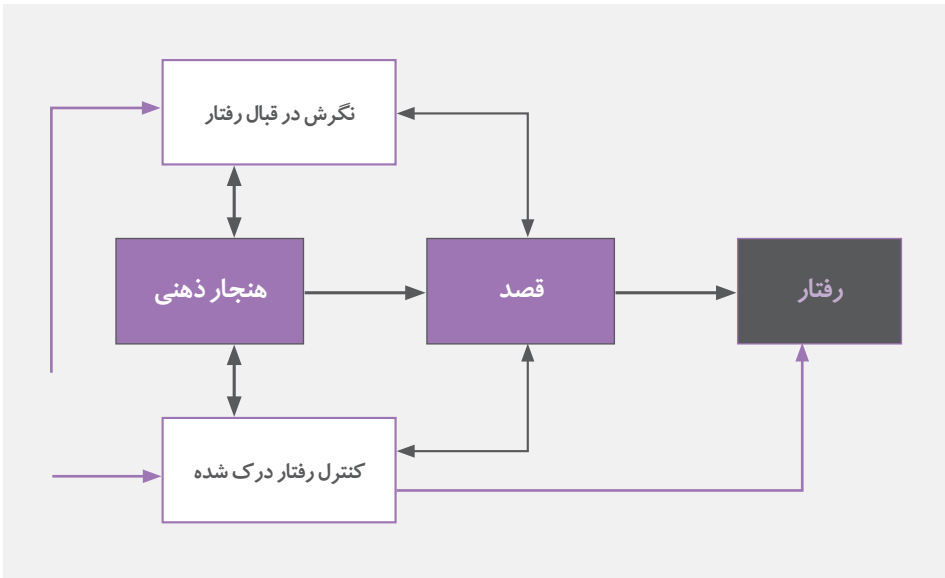 نگرش در قبال رفتار
هنجار ذهنی
قصد
رفتار
کنترل رفتار درک شده